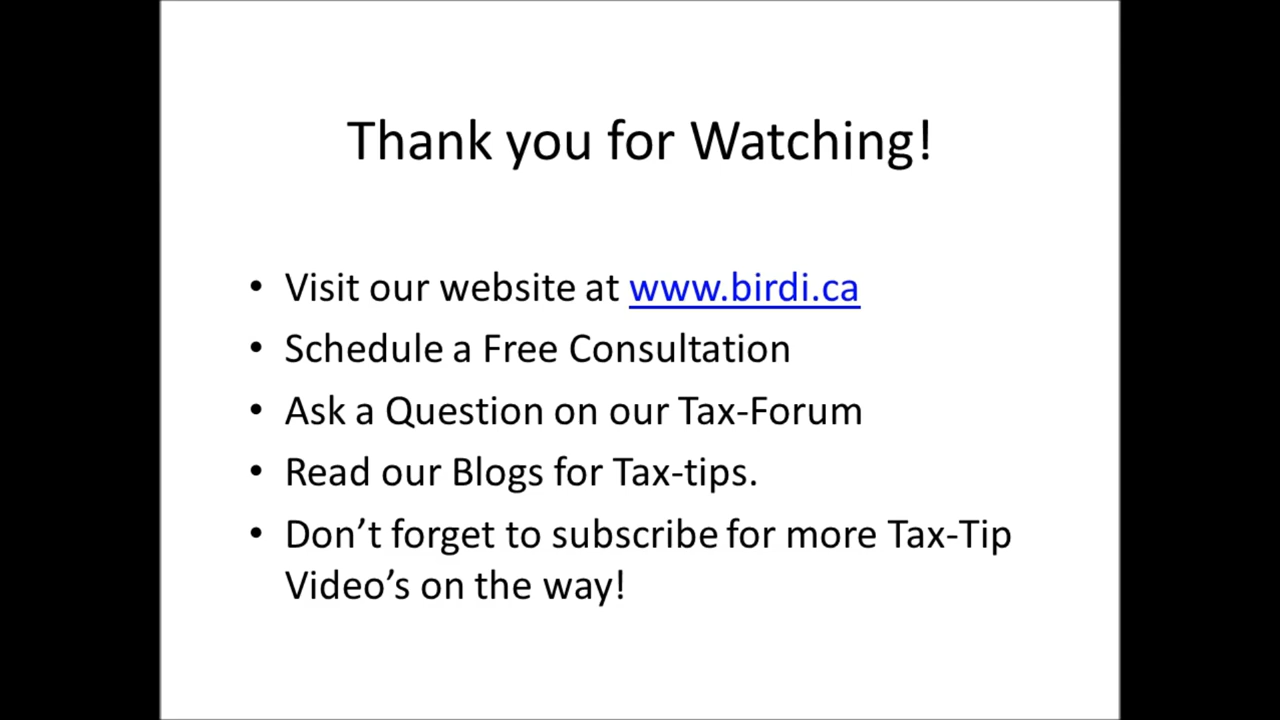 Thank you for Watching!
• Visit our website at www.birdi.ca
• Schedule a Free Consultation
• Ask a Question on our Tax-Forum
• Read our Blogs for Tax-tips.
• Don’t forget to subscribe for more Tax-Tip
Video’s on the way!